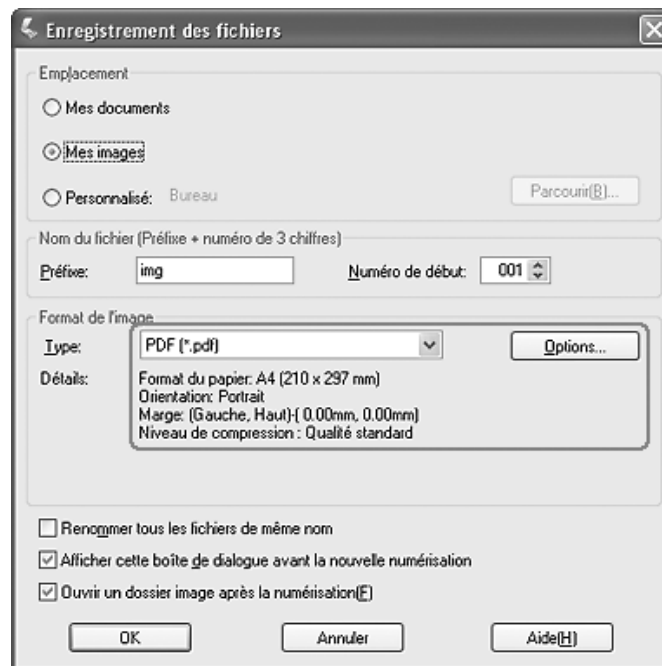 Enregistrement des fichiers
Emplacement
Mes documents
Mes images
Personnalisé: Bureau Parcourir(B)...
Nom du fichier (Préfixe + numéro de 3 chiffres)
Préfixe: img Numéro de début: 001
Format de l'image
Type: PDF (*.pdf) Options...
Détails: Format du papier: A4 (210 x 297 mm)
Orientation: Portrait
Marge: (Gauche, Haut)-( 0.00mm, 0.00mm)
Niveau de compression : Qualité standard
Renommer tous les fichiers de même nom
Afficher cette boîte de dialogue avant la nouvelle numérisation
Ouvrir un dossier image après la numérisation(F)
OK Annuler Aide(H)